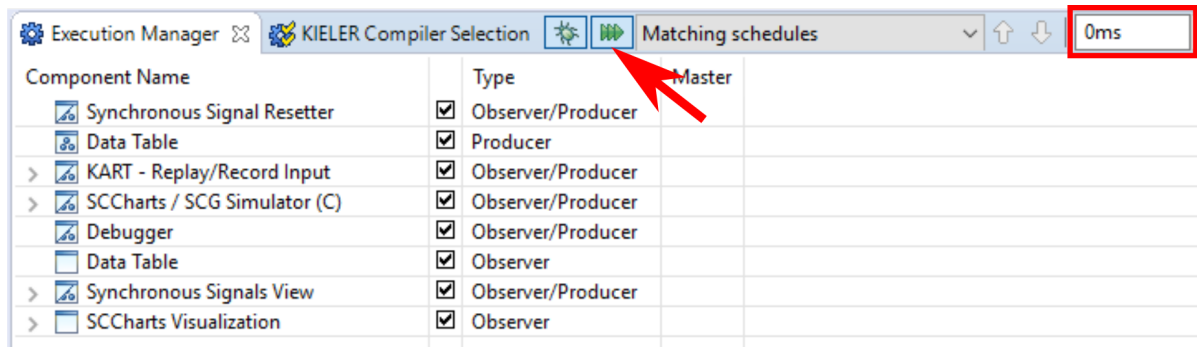 Execution Manager KIELER Compiler Selection Matching schedules 0ms
Component Name Type Master
Synchronous Signal Resetter Observer/Producer
Data Table Producer
KART - Replay/Record Input Observer/Producer
SCCharts / SCG Simulator (C) Observer/Producer
Debugger Observer/Producer
Data Table Observer
Synchronous Signals View Observer/Producer
SCCharts Visualization Observer